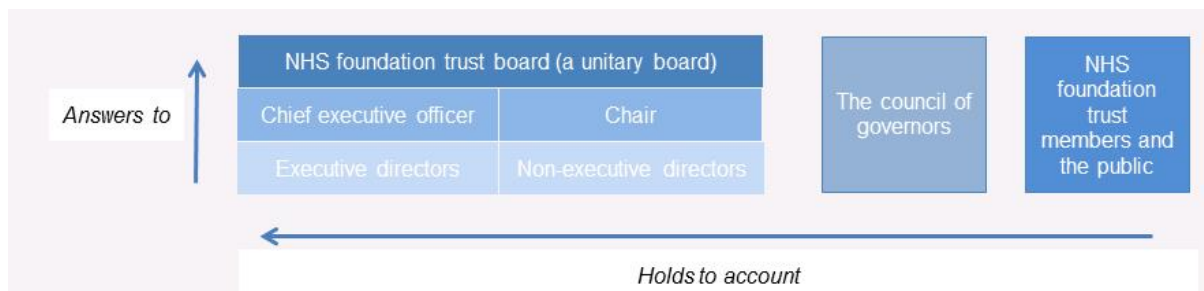 NHS foundation trust board (a unitary board)
Answers to
Chief executive officer
Chair
Executive directors
Non-executive directors
The council of
governors
NHS
foundation
trust
members and
the public
Holds to account